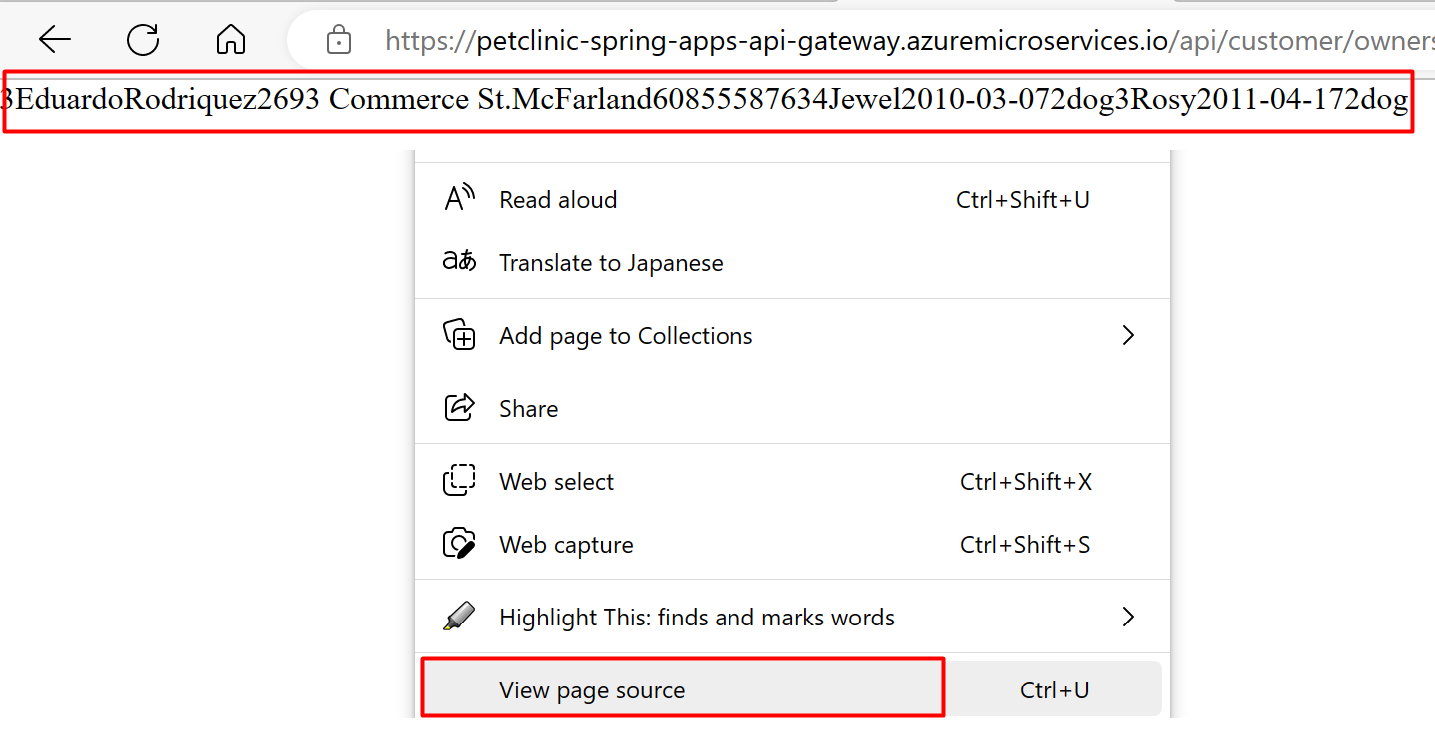 https://petclinic-spring-apps-api-gateway.azuremicroservices.io/api/customer/owners
3EduardoRodriquez2693 Commerce St.McFarland60855587634Jewel2010-03-072dog3Rosy2011-04-172dog
Read aloud Ctrl+Shift+U
Translate to Japanese
Add page to Collections
Share
Web select Ctrl+Shift+X
Web capture Ctrl+Shift+S
Highlight This: finds and marks words
View page source Ctrl+U